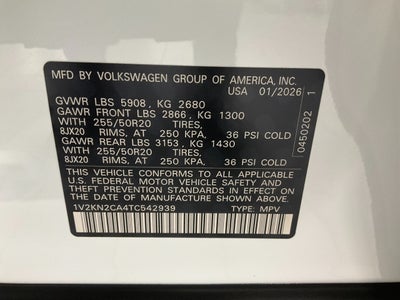 MFD BY VOLKSWAGEN GROUP OF AMERICA, INC.
USA 01/2026
GVWR LBS 5908, KG 2680
GAWR FRONT LBS 2866, KG 1300
WITH 255/50R20 TIRES,
8JX20 RIMS, AT 250 KPA, 36 PSI COLD
GAWR REAR LBS 3153, KG 1430
WITH 255/50R20 TIRES,
8JX20 RIMS, AT 250 KPA, 36 PSI COLD
THIS VEHICLE CONFORMS TO ALL APPLICABLE
U.S. FEDERAL MOTOR VEHICLE SAFETY AND
THEFT PREVENTION STANDARDS IN EFFECT ON
THE DATE OF MANUFACTURE SHOWN ABOVE.
1V2KN2CA4TC542939 TYPE: MPV
0450202 1